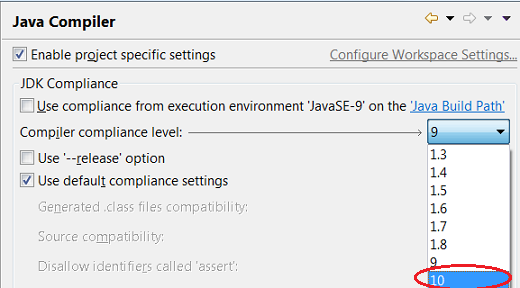 Java Compiler
Enable project specific settings
Configure Workspace Settings...
JDK Compliance
Use compliance from execution environment 'JavaSE-9' on the 'Java Build Path'
Compiler compliance level:
9
Use '--release' option
1.3
1.4
Use default compliance settings
1.5
Generated .class files compatibility:
1.6
1.7
Source compatibility:
1.8
Disallow identifiers called 'assert':
9
10